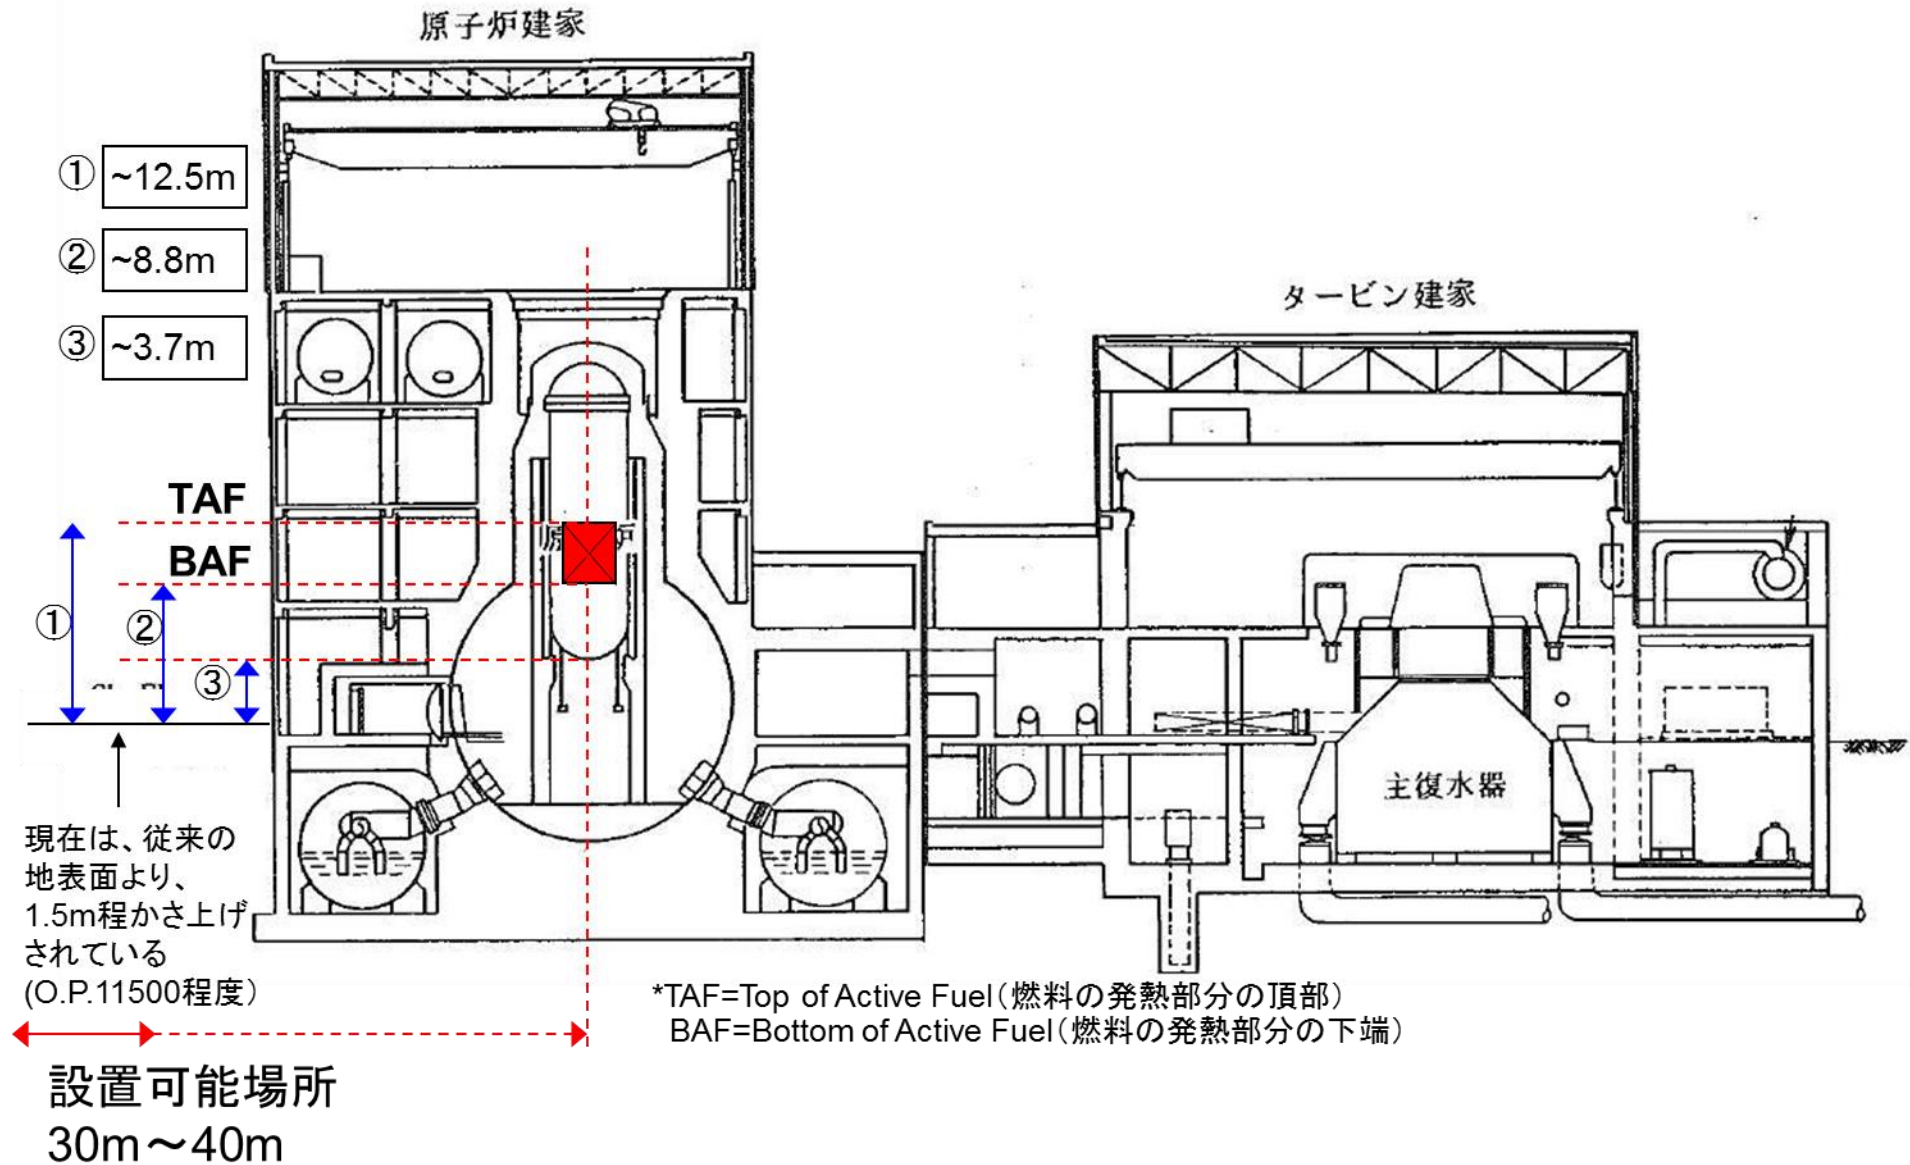 原子炉建家
① ~12.5m
② ~8.8m
③ ~3.7m
タービン建家
TAF
BAF
①
②
③
主復水器
現在は、従来の
地表面より、
1.5m程かさ上げ
されている
(O.P.11500程度)
*TAF=Top of Active Fuel(燃料の発熱部分の頂部)
BAF=Bottom of Active Fuel(燃料の発熱部分の下端)
設置可能場所
30m～40m